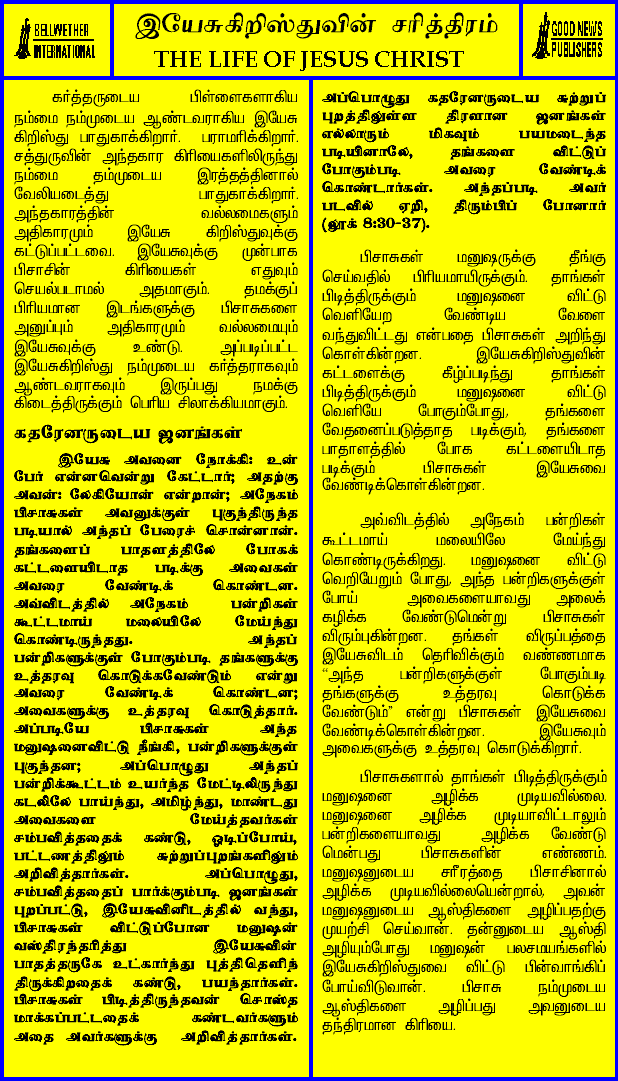 BELLWETHER
INTERNATIONAL
இயேசுகிறிஸ்துவின் சரித்திரம்
THE LIFE OF JESUS CHRIST
GOOD NEWS
PUBLISHERS
கர்த்தருடைய பிள்ளைகளாகிய
நம்மை நம்முடைய ஆண்டவராகிய இயேசு
கிறிஸ்து பாதுகாக்கிறார். பராமரிக்கிறார்.
சத்துருவின் அந்தகார கிரியைகளிலிருந்து
நம்மை தம்முடைய இரத்தத்தினால்
வேலியடைத்து பாதுகாக்கிறார்.
அந்தகாரத்தின் வல்லமைகளும்
அதிகாரமும் இயேசு கிறிஸ்துவுக்கு
கட்டுப்பட்டவை. இயேசுவுக்கு முன்பாக
பிசாசின் கிரியைகள் எதுவும்
செயல்படாமல் அதமாகும். தமக்குப்
பிரியமான இடங்களுக்கு பிசாசுகளை
அனுப்பும் அதிகாரமும் வல்லமையும்
இயேசுவுக்கு உண்டு. அப்படிப்பட்ட
இயேசுகிறிஸ்து நம்முடைய கர்த்தராகவும்
ஆண்டவராகவும் இருப்பது நமக்கு
கிடைத்திருக்கும் பெரிய சிலாக்கியமாகும்.
கதரேனருடைய ஜனங்கள்
இயேசு அவனை நோக்கி: உன்
பேர் என்னவென்று கேட்டார்; அதற்கு
அவன்: லேகியோன் என்றான்; அநேகம்
பிசாசுகள் அவனுக்குள் புகுந்திருந்த
படியால் அந்தப் பேரைச் சொன்னான்.
தங்களைப் பாதளத்திலே போகக்
கட்டளையிடாத படிக்கு அவைகள்
அவரை வேண்டிக் கொண்டன.
அவ்விடத்தில் அநேகம் பன்றிகள்
கூட்டமாய் மலையிலே மேய்ந்து
கொண்டிருந்தது. அந்தப்
பன்றிகளுக்குள் போகும்படி தங்களுக்கு
உத்தரவு கொடுக்கவேண்டும் என்று
அவரை வேண்டிக் கொண்டன;
அவைகளுக்கு உத்தரவு கொடுத்தார்.
அப்படியே பிசாசுகள் அந்த
மனுஷனைவிட்டு நீங்கி, பன்றிகளுக்குள்
புகுந்தன; அப்பொழுது அந்தப்
பன்றிக்கூட்டம் உயர்ந்த மேட்டிலிருந்து
கடலிலே பாய்ந்து, அமிழ்ந்து, மாண்டது
அவைகளை மேய்த்தவர்கள்
சம்பவித்ததைக் கண்டு, ஓடிப்போய்,
பட்டணத்திலும் சுற்றுப்புறங்களிலும்
அறிவித்தார்கள். அப்பொழுது,
சம்பவித்ததைப் பார்க்கும்படி ஜனங்கள்
புறப்பட்டு, இயேசுவினிடத்தில் வந்து,
பிசாசுகள் விட்டுப்போன மனுஷன்
வஸ்திரந்தரித்து இயேசுவின்
பாதத்தருகே உட்கார்ந்து புத்திதெளிந்
திருக்கிறதைக் கண்டு, பயந்தார்கள்.
பிசாசுகள் பிடித்திருந்தவன் சொஸ்த
மாக்கப்பட்டதைக் கண்டவர்களும்
அதை அவர்களுக்கு அறிவித்தார்கள்.
அப்பொழுது கதரேனருடைய சுற்றுப்
புறத்திலுள்ள திரளான ஜனங்கள்
எல்லாரும் மிகவும் பயமடைந்த
படியினாலே, தங்களை விட்டுப்
போகும்படி அவரை வேண்டிக்
கொண்டார்கள். அந்தப்படி அவர்
படவில் ஏறி, திரும்பிப் போனார்
(லூக் 8:30-37).
பிசாசுகள் மனுஷருக்கு தீங்கு
செய்வதில் பிரியமாயிருக்கும். தாங்கள்
பிடித்திருக்கும் மனுஷனை விட்டு
வெளியேற வேண்டிய வேளை
வந்துவிட்டது என்பதை பிசாசுகள் அறிந்து
கொள்கின்றன. இயேசுகிறிஸ்துவின்
கட்டளைக்கு கீழ்ப்படிந்து தாங்கள்
பிடித்திருக்கும் மனுஷனை விட்டு
வெளியே போகும்போது, தங்களை
வேதனைப்படுத்தாத படிக்கும், தங்களை
பாதாளத்தில் போக கட்டளையிடாத
படிக்கும் பிசாசுகள் இயேசுவை
வேண்டிக்கொள்கின்றன.
அவ்விடத்தில் அநேகம் பன்றிகள்
கூட்டமாய் மலையிலே மேய்ந்து
கொண்டிருக்கிறது. மனுஷனை விட்டு
வெறியேறும் போது, அந்த பன்றிகளுக்குள்
போய் அவைகளையாவது அலைக்
கழிக்க வேண்டுமென்று பிசாசுகள்
விரும்புகின்றன. தங்கள் விருப்பத்தை
இயேசுவிடம் தெரிவிக்கும் வண்ணமாக
“அந்த பன்றிகளுக்குள் போகும்படி
தங்களுக்கு உத்தரவு கொடுக்க
வேண்டும்” என்று பிசாசுகள் இயேசுவை
வேண்டிக்கொள்கின்றன. இயேசுவும்
அவைகளுக்கு உத்தரவு கொடுக்கிறார்.
பிசாசுகளால் தாங்கள் பிடித்திருக்கும்
மனுஷனை அழிக்க முடியவில்லை.
மனுஷனை அழிக்க முடியாவிட்டாலும்
பன்றிகளையாவது அழிக்க வேண்டு
மென்பது பிசாசுகளின் எண்ணம்.
மனுஷனுடைய சரீரத்தை பிசாசினால்
அழிக்க முடியவில்லையென்றால், அவன்
மனுஷனுடைய ஆஸ்திகளை அழிப்பதற்கு
முயற்சி செய்வான். தன்னுடைய ஆஸ்தி
அழியும்போது மனுஷன் பலசமயங்களில்
இயேசுகிறிஸ்துவை விட்டு பின்வாங்கிப்
போய்விடுவான். பிசாசு நம்முடைய
ஆஸ்திகளை அழிப்பது அவனுடைய
தந்திரமான கிரியை.